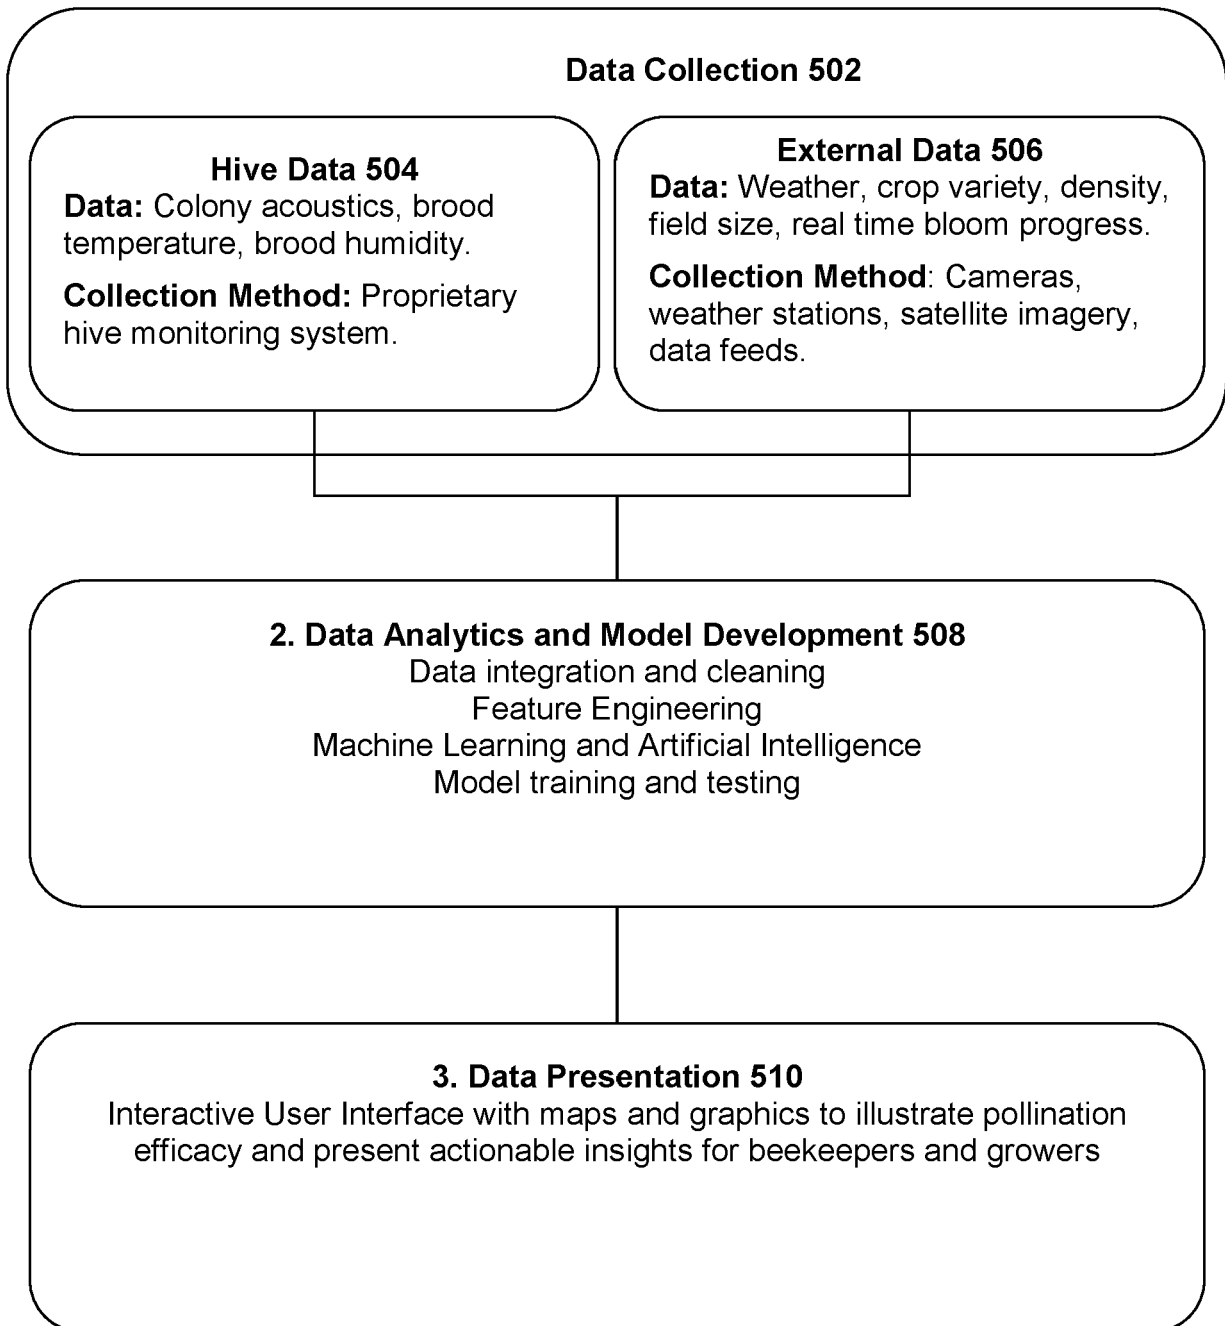 Data Collection 502
Hive Data 504
Data: Colony acoustics, brood
temperature, brood humidity.
Collection Method: Proprietary
hive monitoring system.
External Data 506
Data: Weather, crop variety, density,
field size, real time bloom progress.
Collection Method: Cameras,
weather stations, satellite imagery,
data feeds.
2. Data Analytics and Model Development 508
Data integration and cleaning
Feature Engineering
Machine Learning and Artificial Intelligence
Model training and testing
3. Data Presentation 510
Interactive User Interface with maps and graphics to illustrate pollination
efficacy and present actionable insights for beekeepers and growers